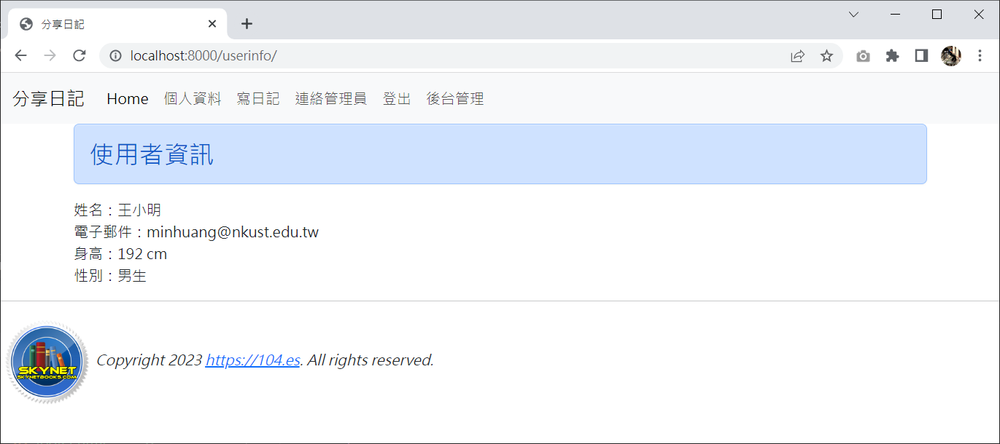 分享日記
localhost:8000/userinfo/
分享日記 Home 個人資料 寫日記 連絡管理員 登出 後台管理
使用者資訊
姓名：王小明
電子郵件：minhuang@nkust.edu.tw
身高：192 cm
性別：男生
SKYNET
SKYNETBOOKS.COM
Copyright 2023 https://104.es. All rights reserved.